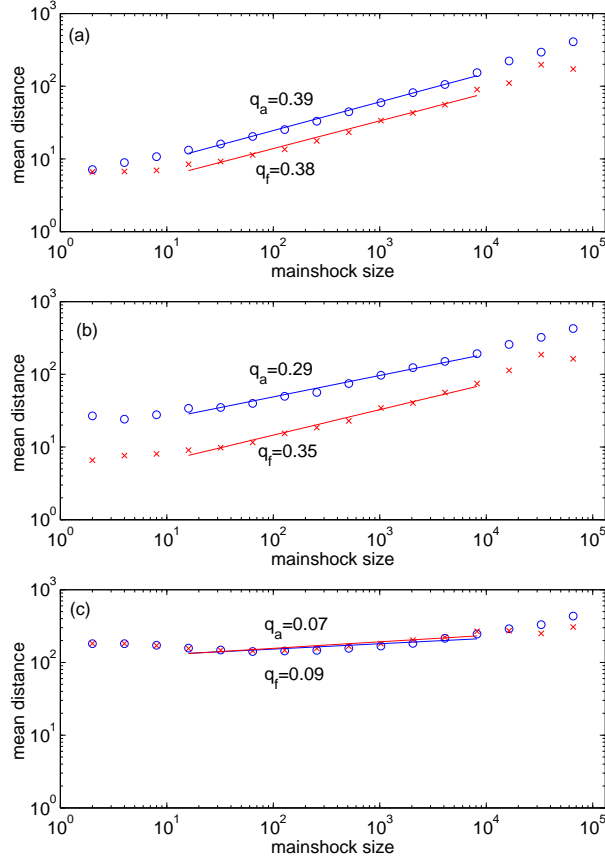 (a)
10^3
10^2
10^1
10^0
mean distance
q_a=0.39
q_f=0.38
10^0 10^1 10^2 10^3 10^4 10^5
mainshock size
(b)
10^3
10^2
10^1
10^0
mean distance
q_a=0.29
q_f=0.35
10^0 10^1 10^2 10^3 10^4 10^5
mainshock size
(c)
10^3
10^2
10^1
10^0
mean distance
q_a=0.07
q_f=0.09
10^0 10^1 10^2 10^3 10^4 10^5
mainshock size